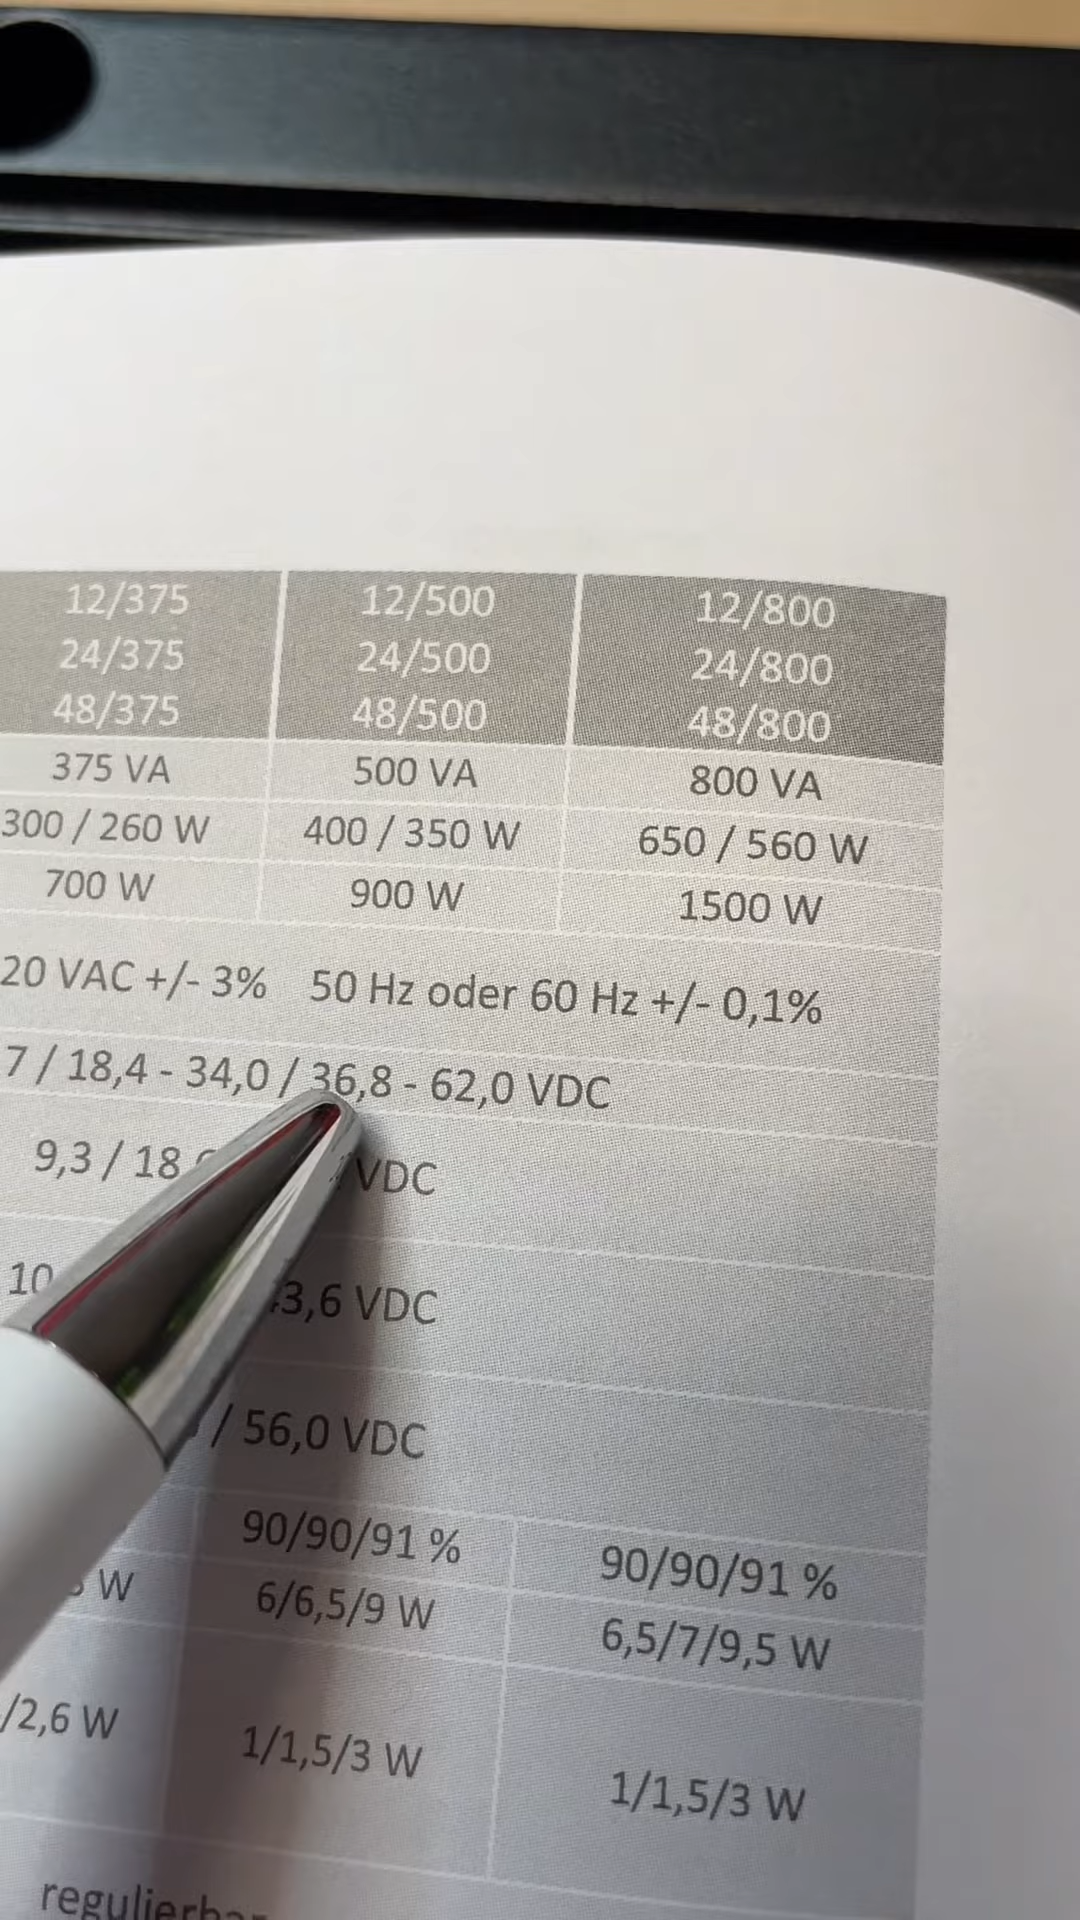 12/375 12/500 12/800
24/375 24/500 24/800
48/375 48/500 48/800
375 VA 500 VA 800 VA
300 / 260 W 400 / 350 W 650 / 560 W
700 W 900 W 1500 W
20 VAC +/- 3% 50 Hz oder 60 Hz +/- 0,1%
7 / 18,4 - 34,0 / 36,8 - 62,0 VDC
9,3 / 18 VDC
10 3,6 VDC
/ 56,0 VDC
90/90/91 % 90/90/91 %
W 6/6,5/9 W 6,5/7/9,5 W
/2,6 W 1/1,5/3 W 1/1,5/3 W